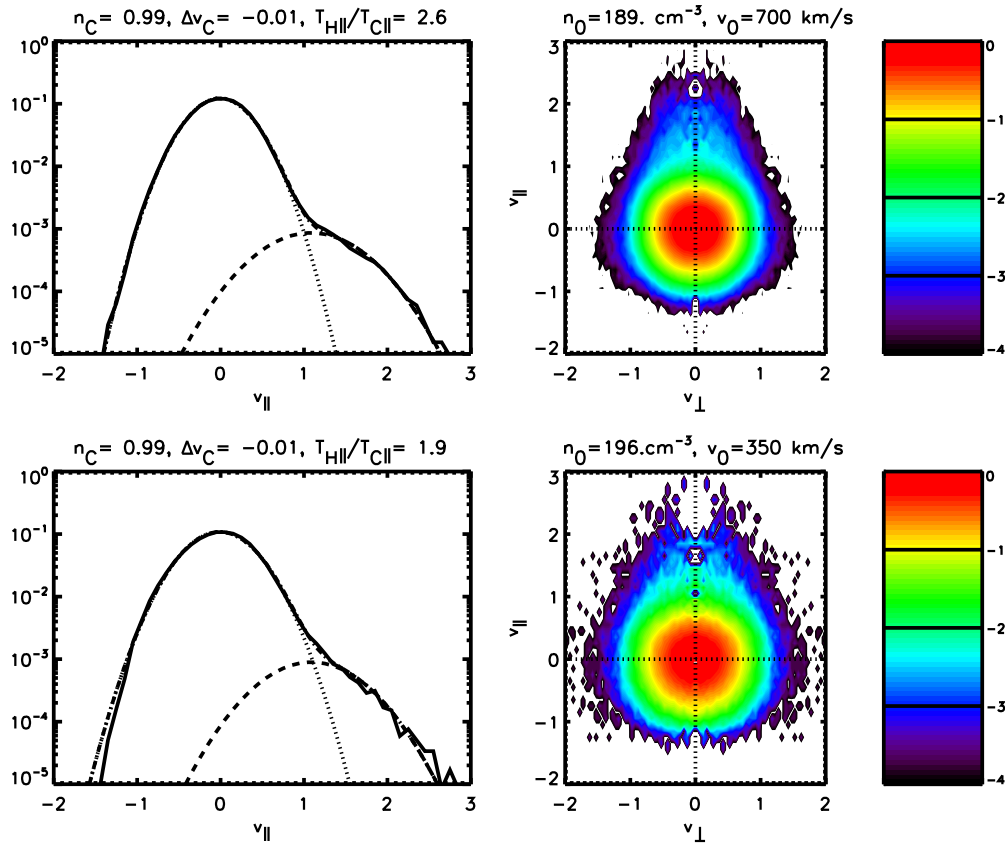 n_C= 0.99, Δv_C= −0.01, T_H∥/T_C∥= 2.6
n_0=189. cm^−3, v_0=700 km/s
10^0
10^−1
10^−2
10^−3
10^−4
10^−5
−2 −1 0 1 2 3
v_∥
3
2
1
0
−1
−2
v_∥
−2 −1 0 1 2
v_⊥
0
−1
−2
−3
−4
n_C= 0.99, Δv_C= −0.01, T_H∥/T_C∥= 1.9
n_0=196.cm^−3, v_0=350 km/s
10^0
10^−1
10^−2
10^−3
10^−4
10^−5
−2 −1 0 1 2 3
v_∥
3
2
1
0
−1
−2
v_∥
−2 −1 0 1 2
v_⊥
0
−1
−2
−3
−4